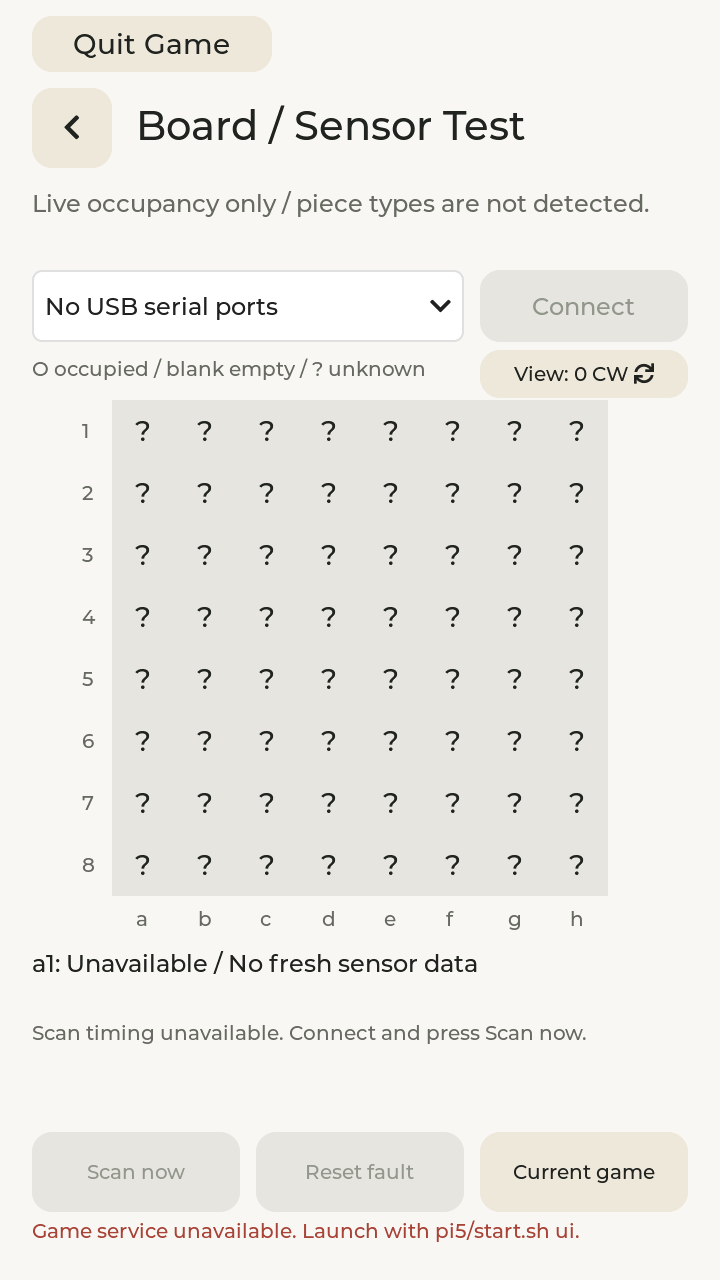 Quit Game
Board / Sensor Test
Live occupancy only / piece types are not detected.
No USB serial ports
Connect
O occupied / blank empty / ? unknown
View: 0 CW
1 ? ? ? ? ? ? ? ?
2 ? ? ? ? ? ? ? ?
3 ? ? ? ? ? ? ? ?
4 ? ? ? ? ? ? ? ?
5 ? ? ? ? ? ? ? ?
6 ? ? ? ? ? ? ? ?
7 ? ? ? ? ? ? ? ?
8 ? ? ? ? ? ? ? ?
a b c d e f g h
a1: Unavailable / No fresh sensor data
Scan timing unavailable. Connect and press Scan now.
Scan now
Reset fault
Current game
Game service unavailable. Launch with pi5/start.sh ui.